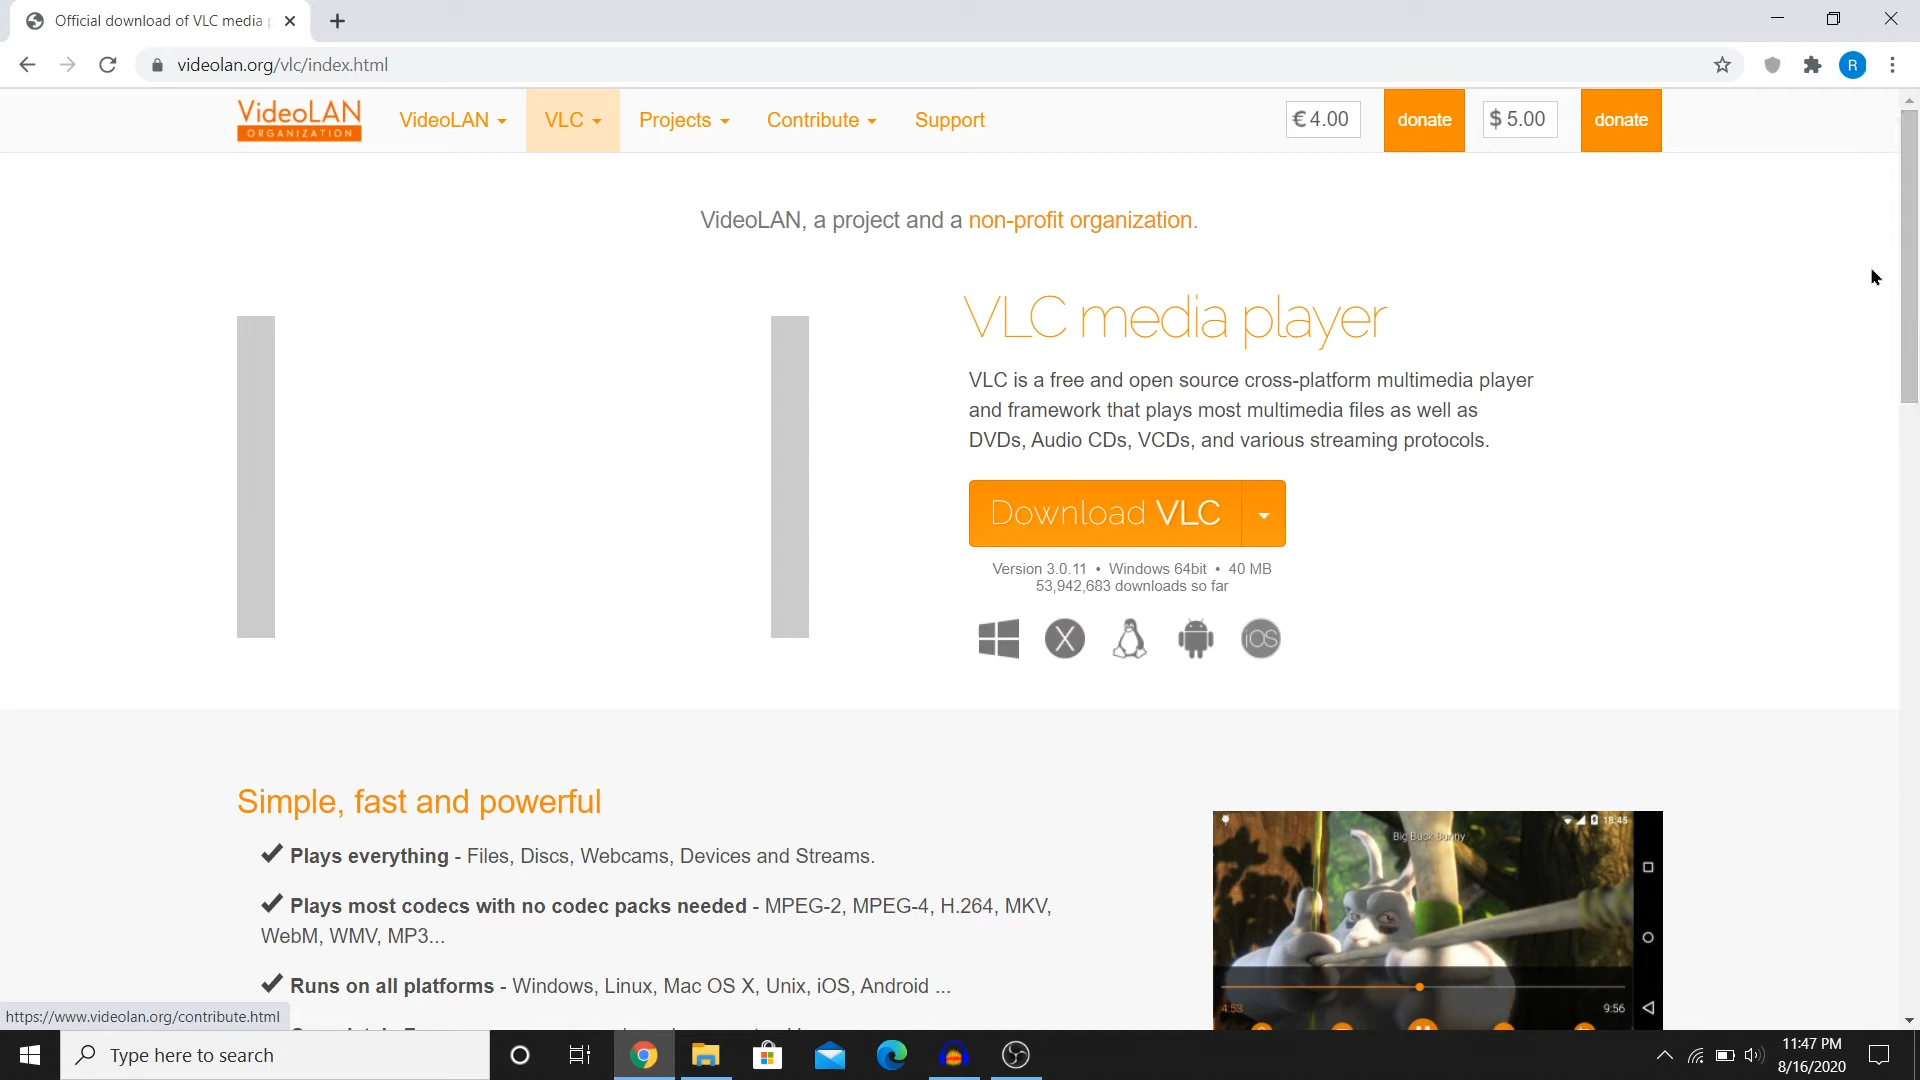 Official download of VLC media p
videolan.org/vlc/index.html
R
VideoLAN
ORGANIZATION
VideoLAN
VLC
Projects
Contribute
Support
€ 4.00
donate
$ 5.00
donate
VideoLAN, a project and a non-profit organization.
VLC media player
VLC is a free and open source cross-platform multimedia player
and framework that plays most multimedia files as well as
DVDs, Audio CDs, VCDs, and various streaming protocols.
Download VLC
Version 3.0.11 • Windows 64bit • 40 MB
53,942,683 downloads so far
X
iOS
Simple, fast and powerful
Plays everything - Files, Discs, Webcams, Devices and Streams.
Plays most codecs with no codec packs needed - MPEG-2, MPEG-4, H.264, MKV,
WebM, WMV, MP3...
Runs on all platforms - Windows, Linux, Mac OS X, Unix, iOS, Android ...
18:45
Big Buck Bunny
4:53
9:56
https://www.videolan.org/contribute.html
Type here to search
11:47 PM
8/16/2020